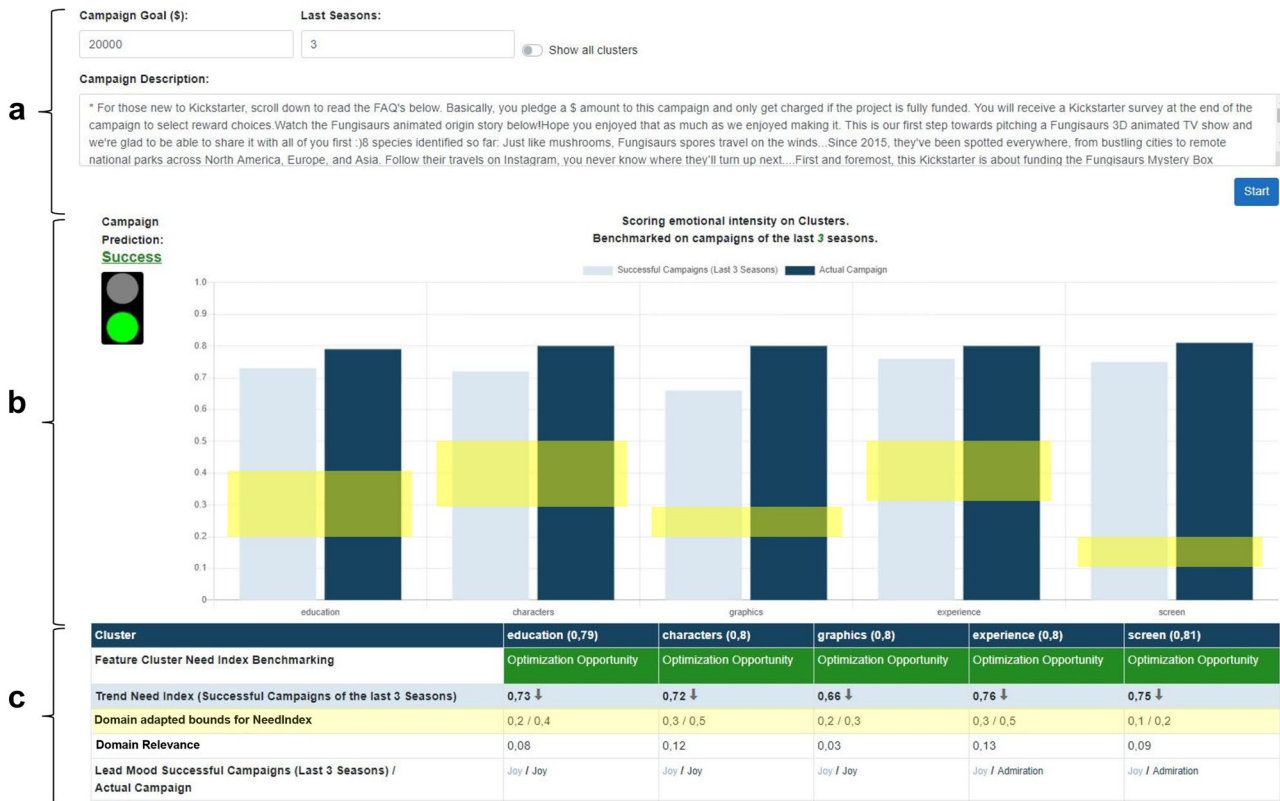 Campaign Goal ($):
Last Seasons:
20000
3
Show all clusters
Campaign Description:
a
* For those new to Kickstarter, scroll down to read the FAQ's below. Basically, you pledge a $ amount to this campaign and only get charged if the project is fully funded. You will receive a Kickstarter survey at the end of the
campaign to select reward choices.Watch the Fungisaurs animated origin story below!Hope you enjoyed that as much as we enjoyed making it. This is our first step towards pitching a Fungisaurs 3D animated TV show and
we're glad to be able to share it with all of you first :)8 species identified so far: Just like mushrooms, Fungisaurs spores travel on the winds...Since 2015, they've been spotted everywhere, from bustling cities to remote
national parks across North America, Europe, and Asia. Follow their travels on Instagram, you never know where they'll turn up next....First and foremost, this Kickstarter is about funding the Fungisaurs Mystery Box
Start
b
Campaign
Prediction:
Success
Scoring emotional intensity on Clusters.
Benchmarked on campaigns of the last 3 seasons.
Successful Campaigns (Last 3 Seasons)
Actual Campaign
1.0
0.9
0.8
0.7
0.6
0.5
0.4
0.3
0.2
0.1
0
education
characters
graphics
experience
screen
c
Cluster education (0,79) characters (0,8) graphics (0,8) experience (0,8) screen (0,81)
Feature Cluster Need Index Benchmarking Optimization Opportunity Optimization Opportunity Optimization Opportunity Optimization Opportunity Optimization Opportunity
Trend Need Index (Successful Campaigns of the last 3 Seasons) 0,73 ⬇ 0,72 ⬇ 0,66 ⬇ 0,76 ⬇ 0,75 ⬇
Domain adapted bounds for NeedIndex 0,2 / 0,4 0,3 / 0,5 0,2 / 0,3 0,3 / 0,5 0,1 / 0,2
Domain Relevance 0,08 0,12 0,03 0,13 0,09
Lead Mood Successful Campaigns (Last 3 Seasons) / Joy / Joy Joy / Joy Joy / Joy Joy / Admiration Joy / Admiration
Actual Campaign